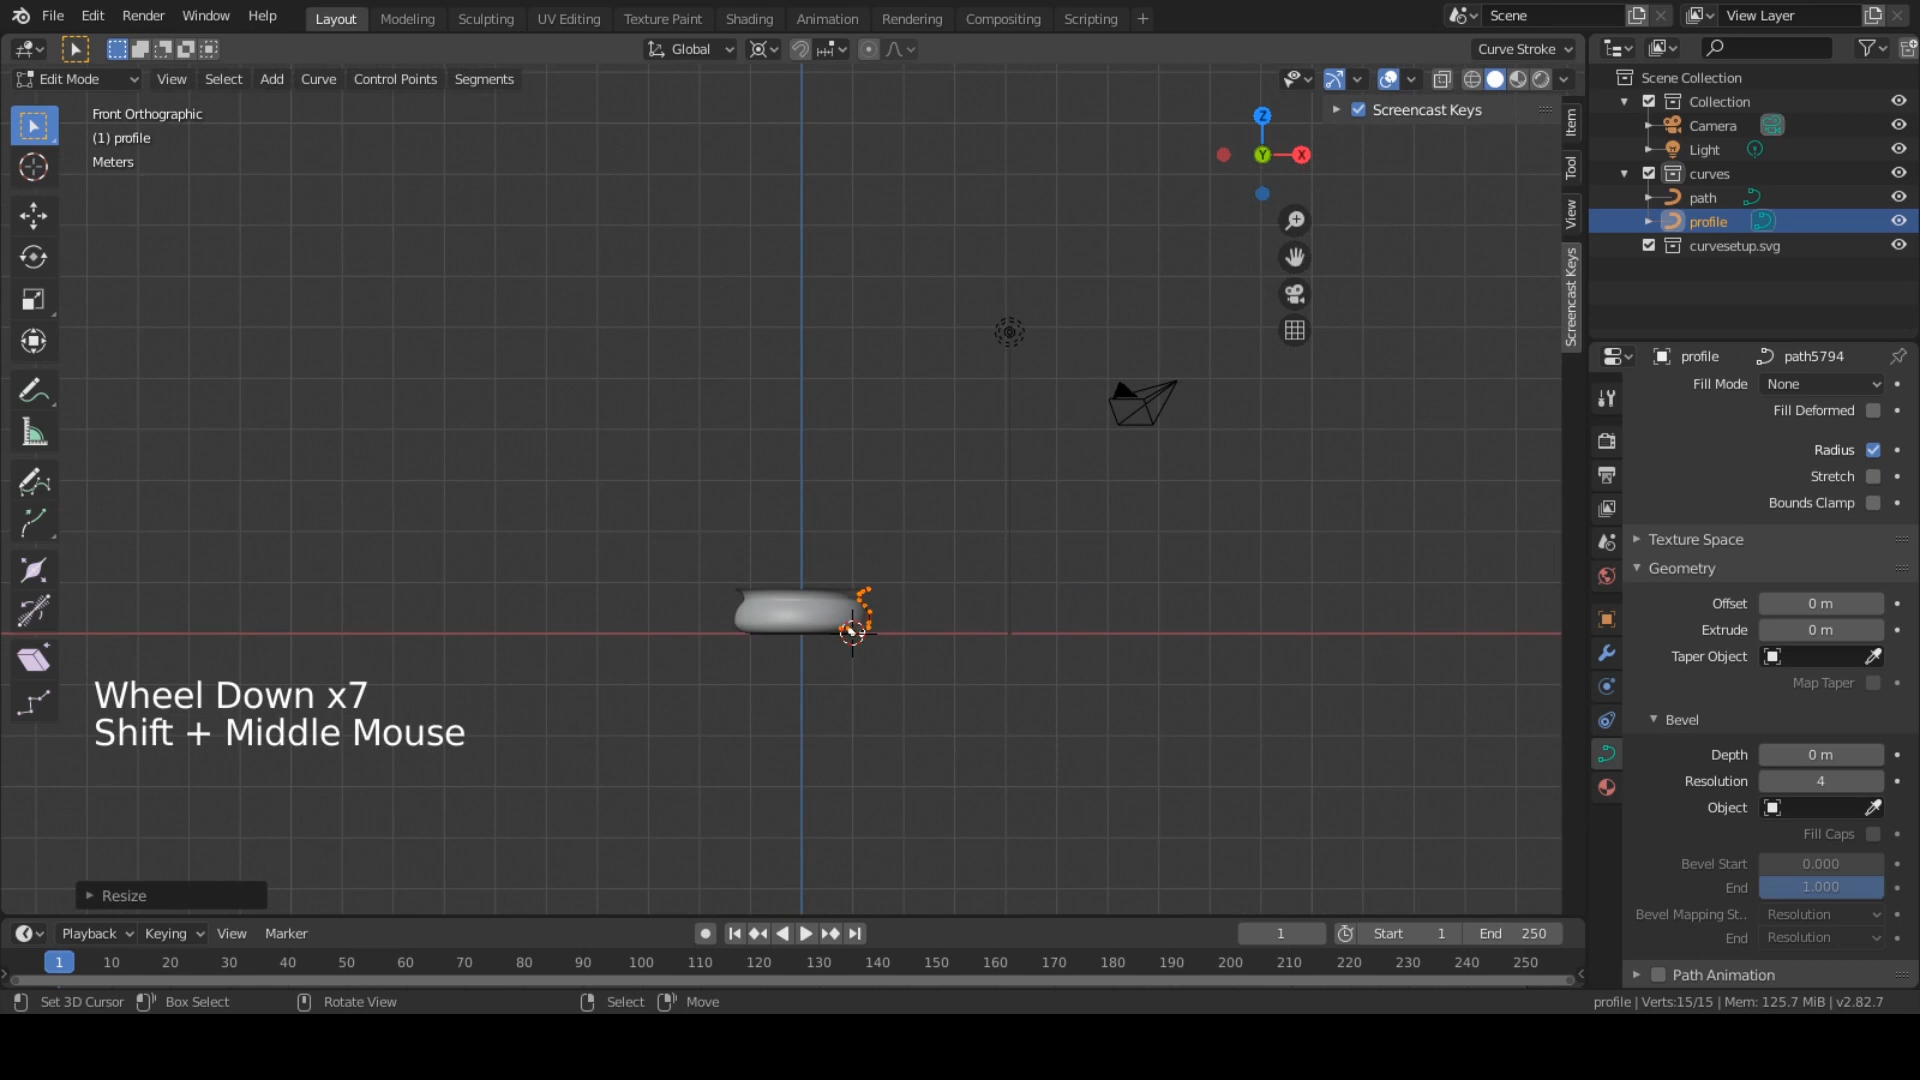 File Edit Render Window Help
Layout Modeling Sculpting UV Editing Texture Paint Shading Animation Rendering Compositing Scripting +
Scene
View Layer
Global
Curve Stroke
Edit Mode View Select Add Curve Control Points Segments
Front Orthographic
(1) profile
Meters
Screencast Keys
Z
Y
X
Item
Tool
View
Screencast Keys
Scene Collection
Collection
Camera
Light
curves
path
profile
curvesetup.svg
profile path5794
Fill Mode None
Fill Deformed
Radius
Stretch
Bounds Clamp
Texture Space
Geometry
Offset 0 m
Extrude 0 m
Taper Object
Map Taper
Bevel
Depth 0 m
Resolution 4
Object
Fill Caps
Bevel Start 0.000
End 1.000
Bevel Mapping St.. Resolution
End Resolution
Path Animation
Wheel Down x7
Shift + Middle Mouse
Resize
Playback Keying View Marker
1 Start 1 End 250
1 10 20 30 40 50 60 70 80 90 100 110 120 130 140 150 160 170 180 190 200 210 220 230 240 250
Set 3D Cursor Box Select Rotate View Select Move
profile | Verts:15/15 | Mem: 125.7 MiB | v2.82.7